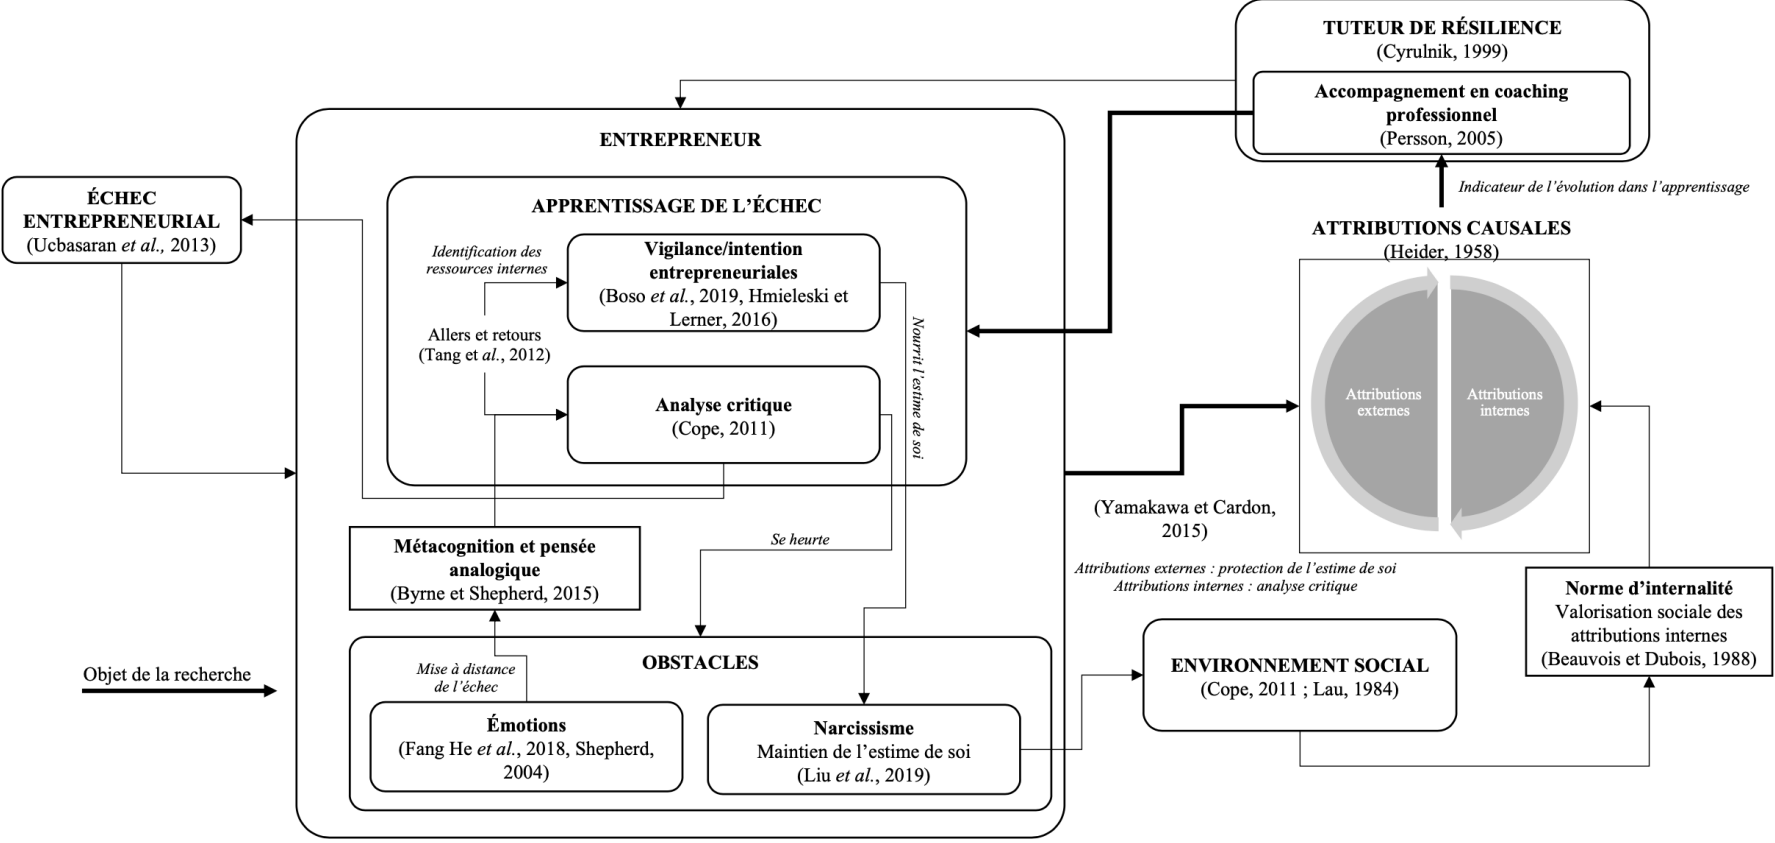 TUTEUR DE RÉSILIENCE
(Cyrulnik, 1999)
Accompagnement en coaching
professionnel
(Persson, 2005)
Indicateur de l’évolution dans l’apprentissage
ATTRIBUTIONS CAUSALES
(Heider, 1958)
Attributions
externes
Attributions
internes
ENTREPRENEUR
ÉCHEC
ENTREPRENEURIAL
(Ucbasaran et al., 2013)
APPRENTISSAGE DE L’ÉCHEC
Identification des
ressources internes
Vigilance/intention
entrepreneuriales
(Boso et al., 2019, Hmieleski et
Lerner, 2016)
Allers et retours
(Tang et al., 2012)
Nourrit l’estime de soi
Analyse critique
(Cope, 2011)
Se heurte
Métacognition et pensée
analogique
(Byrne et Shepherd, 2015)
(Yamakawa et Cardon,
2015)
Attributions externes : protection de l’estime de soi
Attributions internes : analyse critique
Norme d’internalité
Valorisation sociale des
attributions internes
(Beauvois et Dubois, 1988)
OBSTACLES
Mise à distance
de l’échec
Émotions
(Fang He et al., 2018, Shepherd,
2004)
Narcissisme
Maintien de l’estime de soi
(Liu et al., 2019)
ENVIRONNEMENT SOCIAL
(Cope, 2011 ; Lau, 1984)
Objet de la recherche